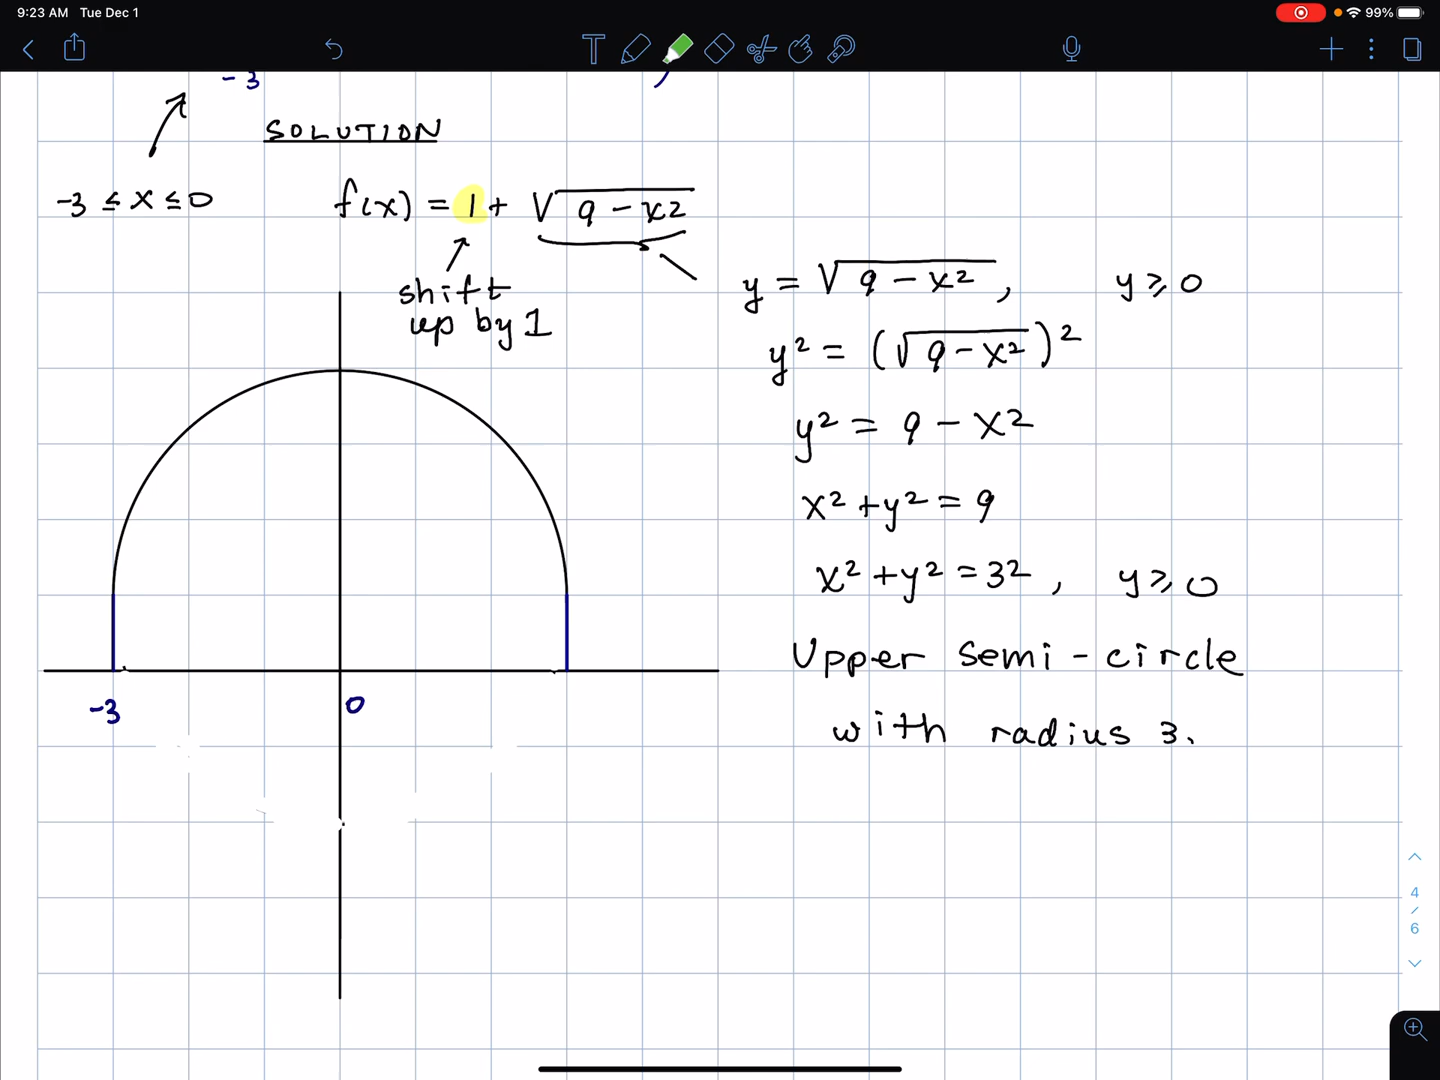 9:23 AM Tue Dec 1
99%
-3
SOLUTION
-3 ≤ x ≤ 0
f(x) = 1 + √(9 - x²)
shift
up by 1
y = √(9 - x²) , y ≥ 0
y² = (√(9 - x²))²
y² = 9 - x²
x² + y² = 9
x² + y² = 3² , y ≥ 0
Upper semi-circle
with radius 3.
-3
0
4
/
6